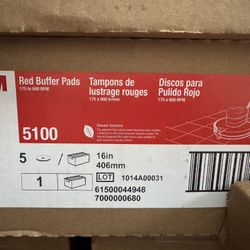 M
Red Buffer Pads
175 to 600 RPM
Tampons de
lustrage rouges
175 à 600 tr/min
Discos para
Pulido Rojo
175 a 600 RPM
5100
5
16in
406mm
1
LOT 1014A00031
61500044948
7000000680